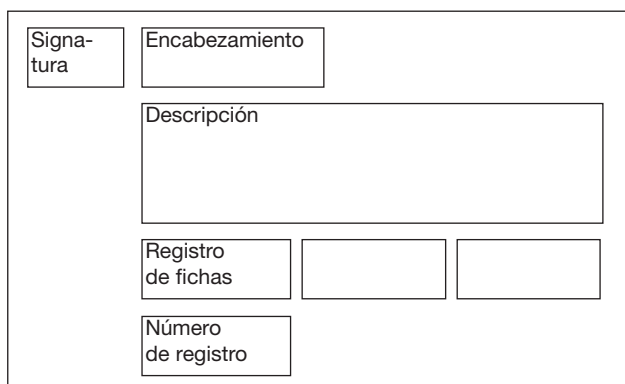 Signa-
tura
Encabezamiento
Descripción
Registro
de fichas
Número
de registro